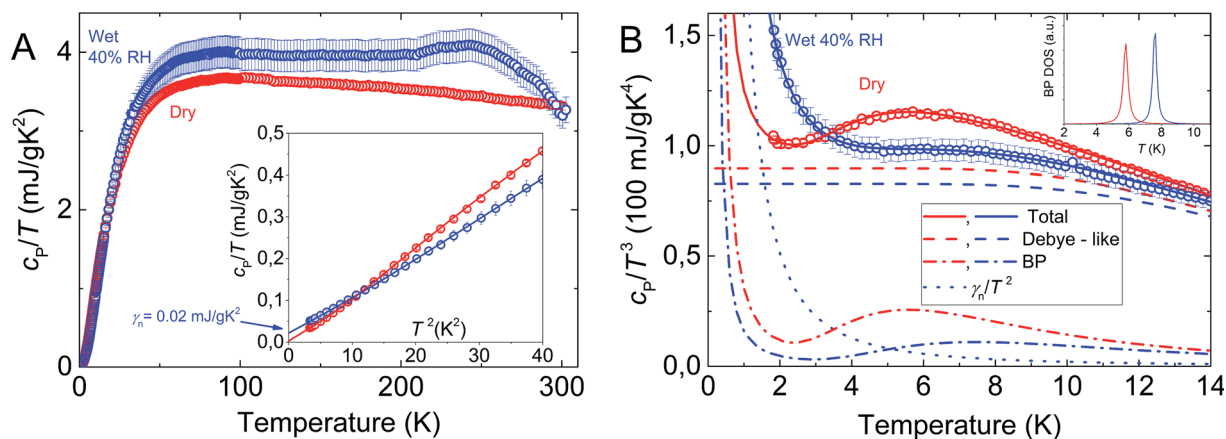 A
Wet
40% RH
Dry
c_P/T (mJ/gK²)
4
2
0
0
100
200
300
Temperature (K)
c_P/T (mJ/gK²)
0,5
0,4
0,3
0,2
0,1
0,0
0
10
20
30
40
T²(K²)
γ_n= 0.02 mJ/gK²
B
Wet 40% RH
Dry
c_P/T³ (100 mJ/gK⁴)
1,5
1,0
0,5
0,0
0
2
4
6
8
10
12
14
Temperature (K)
BP DOS (a.u.)
2
4
6
8
10
T (K)
, Total
, Debye - like
, BP
γ_n/T²